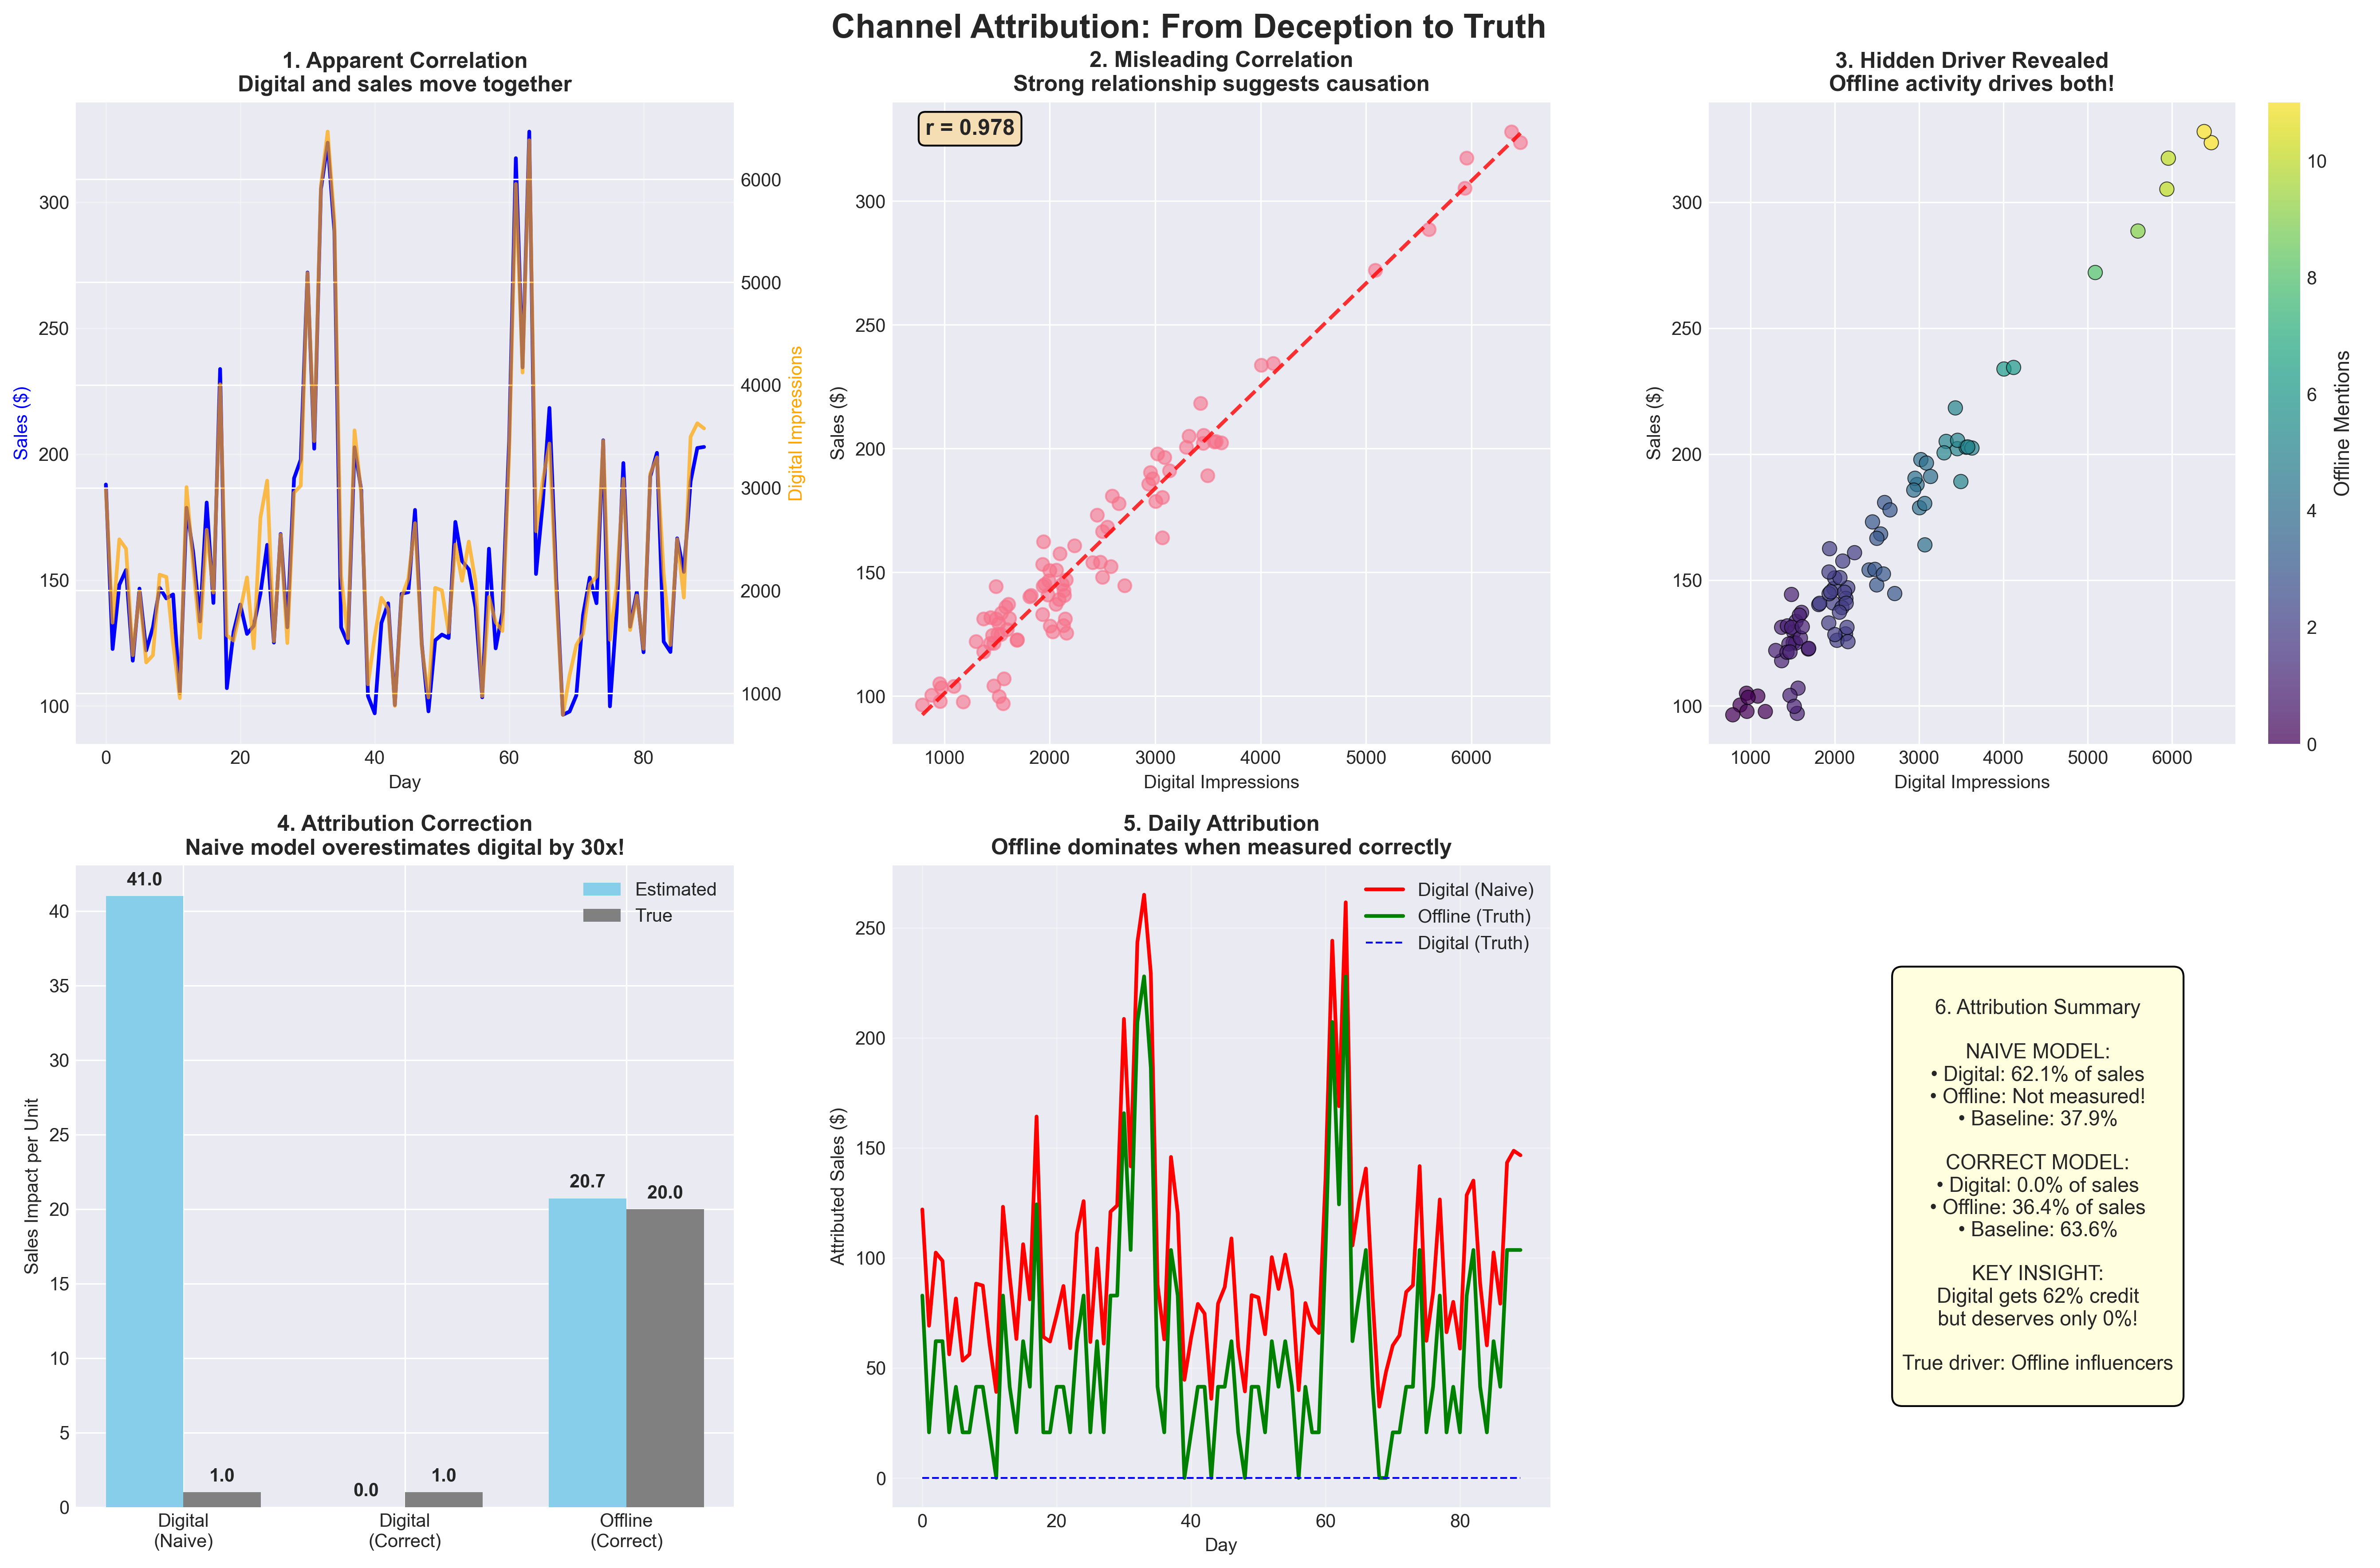 Channel Attribution: From Deception to Truth
1. Apparent Correlation
Digital and sales move together
300
250
200
150
100
Sales ($)
6000
5000
4000
3000
2000
1000
Digital Impressions
0 20 40 60 80
Day
2. Misleading Correlation
Strong relationship suggests causation
r = 0.978
300
250
200
150
100
Sales ($)
1000 2000 3000 4000 5000 6000
Digital Impressions
3. Hidden Driver Revealed
Offline activity drives both!
300
250
200
150
100
Sales ($)
1000 2000 3000 4000 5000 6000
Digital Impressions
10
8
6
4
2
0
Offline Mentions
4. Attribution Correction
Naive model overestimates digital by 30x!
Estimated
True
40
35
30
25
20
15
10
5
0
Sales Impact per Unit
41.0
1.0
0.0
1.0
20.7
20.0
Digital
(Naive)
Digital
(Correct)
Offline
(Correct)
5. Daily Attribution
Offline dominates when measured correctly
Digital (Naive)
Offline (Truth)
Digital (Truth)
250
200
150
100
50
0
Attributed Sales ($)
0 20 40 60 80
Day
6. Attribution Summary
NAIVE MODEL:
• Digital: 62.1% of sales
• Offline: Not measured!
• Baseline: 37.9%
CORRECT MODEL:
• Digital: 0.0% of sales
• Offline: 36.4% of sales
• Baseline: 63.6%
KEY INSIGHT:
Digital gets 62% credit
but deserves only 0%!
True driver: Offline influencers